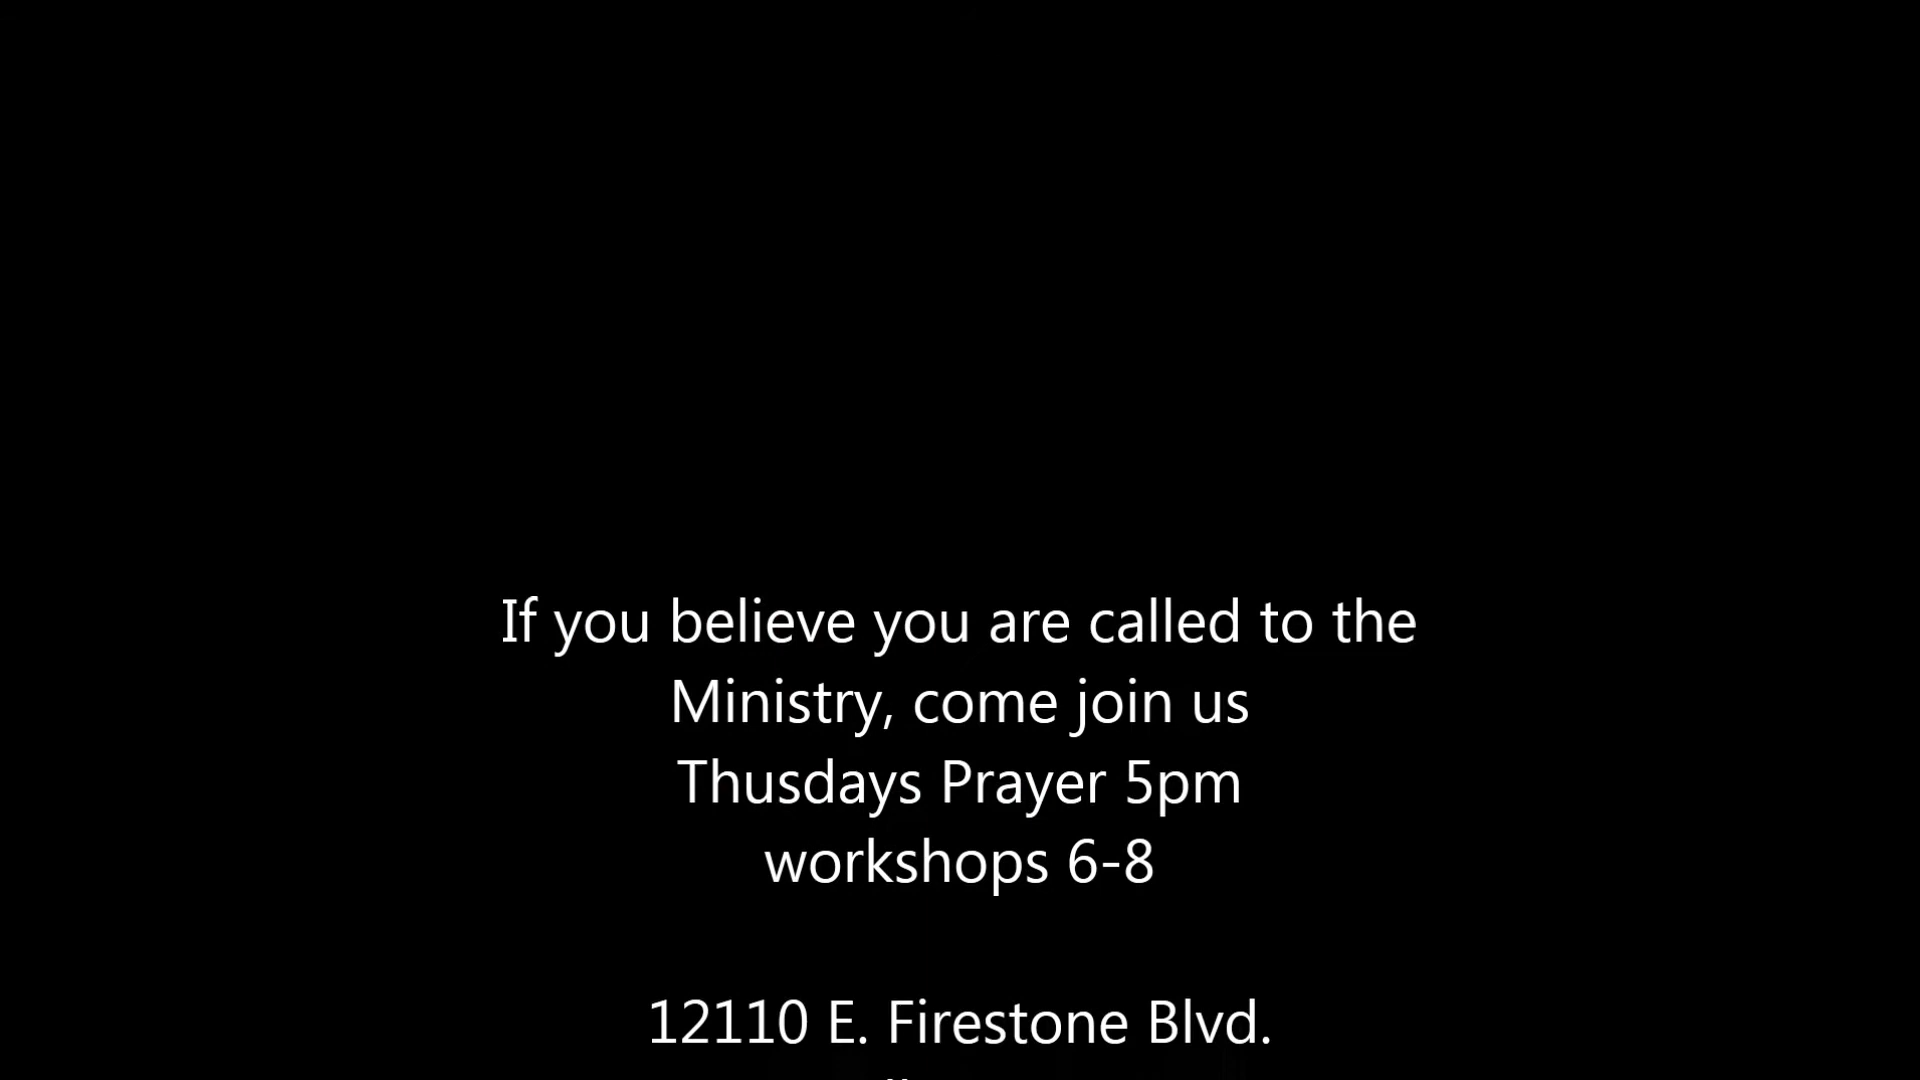 If you believe you are called to the
Ministry, come join us
Thusdays Prayer 5pm
workshops 6-8
12110 E. Firestone Blvd.